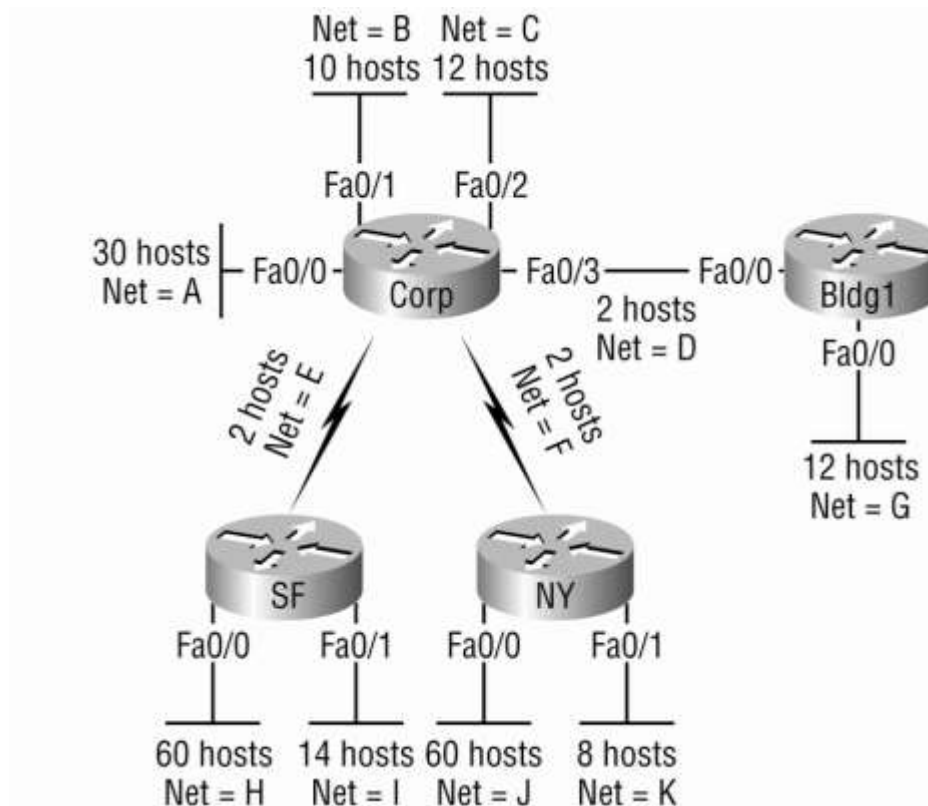 Net = B
10 hosts
Net = C
12 hosts
Fa0/1
Fa0/2
30 hosts
Net = A
Fa0/0
Corp
Fa0/3
2 hosts
Net = D
Fa0/0
Bldg1
Fa0/0
12 hosts
Net = G
2 hosts
Net = E
2 hosts
Net = F
SF
NY
Fa0/0
Fa0/1
Fa0/0
Fa0/1
60 hosts
Net = H
14 hosts
Net = I
60 hosts
Net = J
8 hosts
Net = K